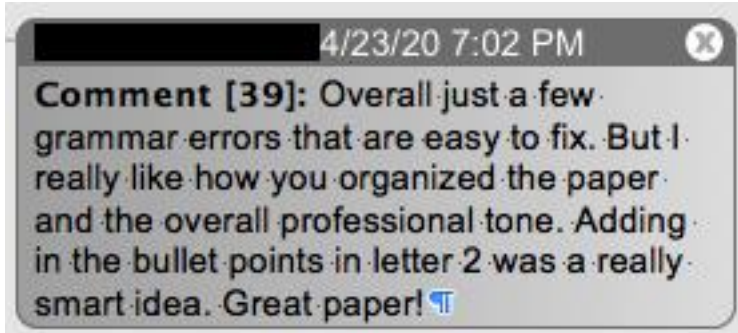 4/23/20 7:02 PM
Comment [39]: Overall just a few
grammar errors that are easy to fix. But I
really like how you organized the paper
and the overall professional tone. Adding
in the bullet points in letter 2 was a really
smart idea. Great paper!¶